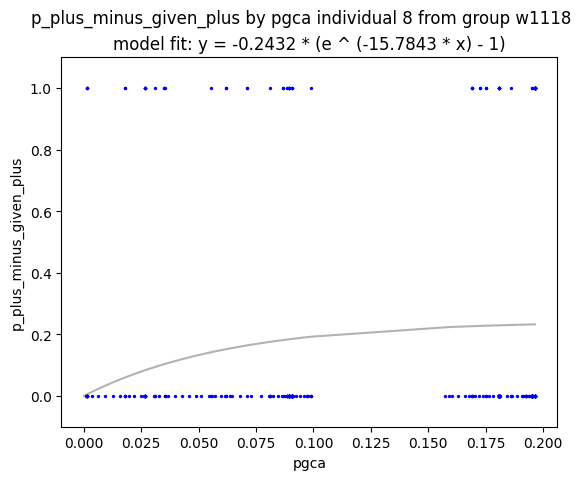 p_plus_minus_given_plus by pgca individual 8 from group w1118
model fit: y = -0.2432 * (e ^ (-15.7843 * x) - 1)
1.0
0.8
0.6
0.4
0.2
0.0
p_plus_minus_given_plus
0.000 0.025 0.050 0.075 0.100 0.125 0.150 0.175 0.200
pgca